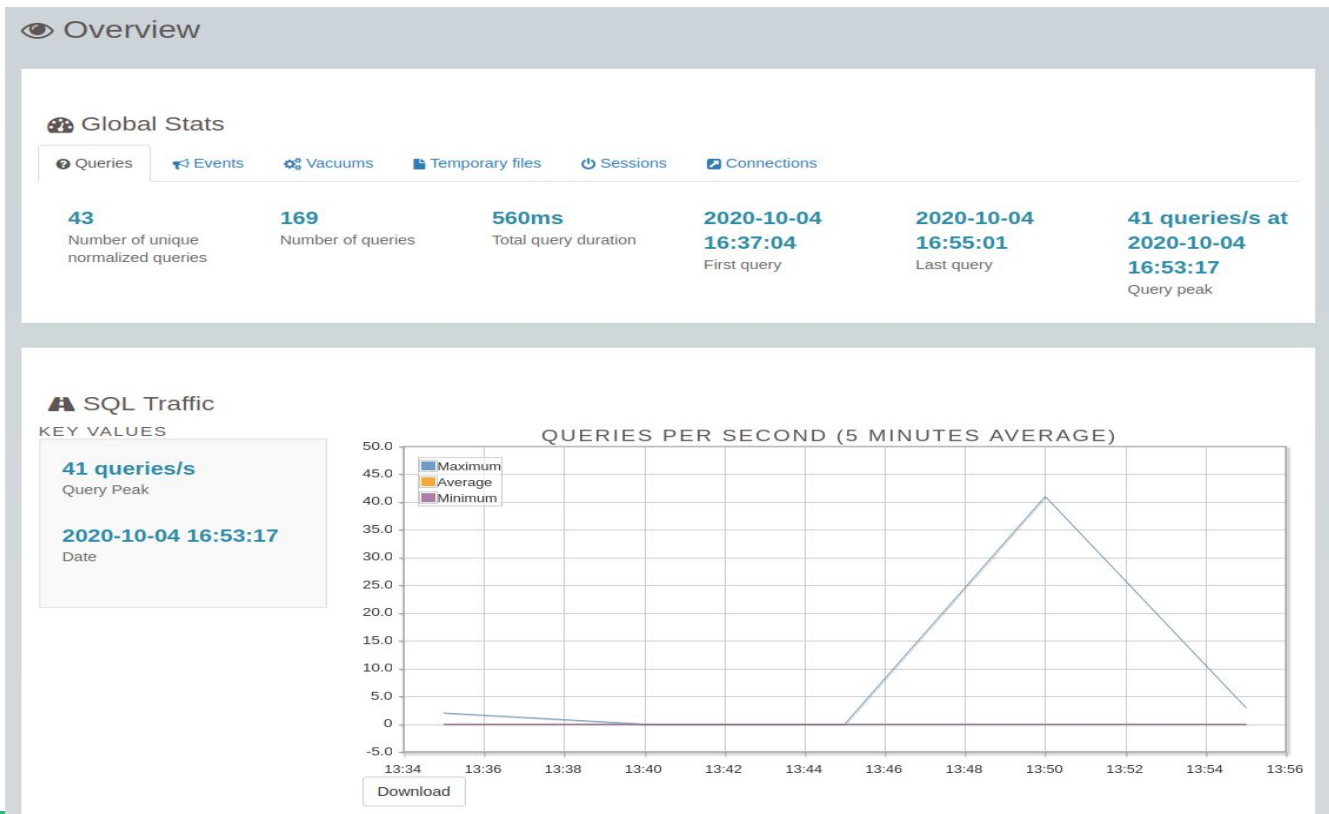 Overview
Global Stats
Queries Events Vacuums Temporary files Sessions Connections
43
Number of unique
normalized queries
169
Number of queries
560ms
Total query duration
2020-10-04
16:37:04
First query
2020-10-04
16:55:01
Last query
41 queries/s at
2020-10-04
16:53:17
Query peak
SQL Traffic
KEY VALUES
41 queries/s
Query Peak
2020-10-04 16:53:17
Date
QUERIES PER SECOND (5 MINUTES AVERAGE)
Maximum
Average
Minimum
50.0
45.0
40.0
35.0
30.0
25.0
20.0
15.0
10.0
5.0
0
-5.0
13:34 13:36 13:38 13:40 13:42 13:44 13:46 13:48 13:50 13:52 13:54 13:56
Download